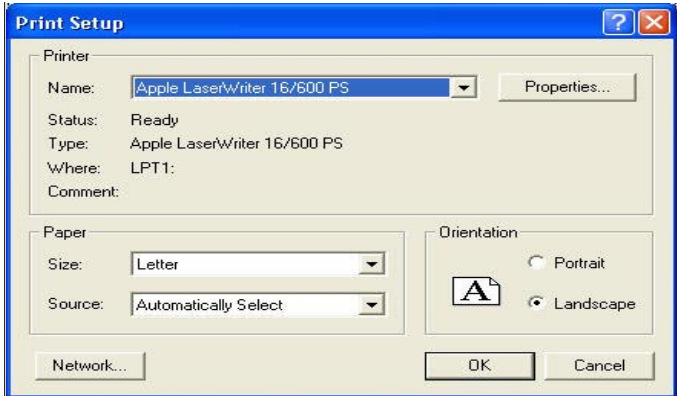 Print Setup
Printer
Name: Apple LaserWriter 16/600 PS Properties...
Status: Ready
Type: Apple LaserWriter 16/600 PS
Where: LPT1:
Comment:
Paper
Size: Letter
Source: Automatically Select
Orientation
A
Portrait
Landscape
Network... OK Cancel